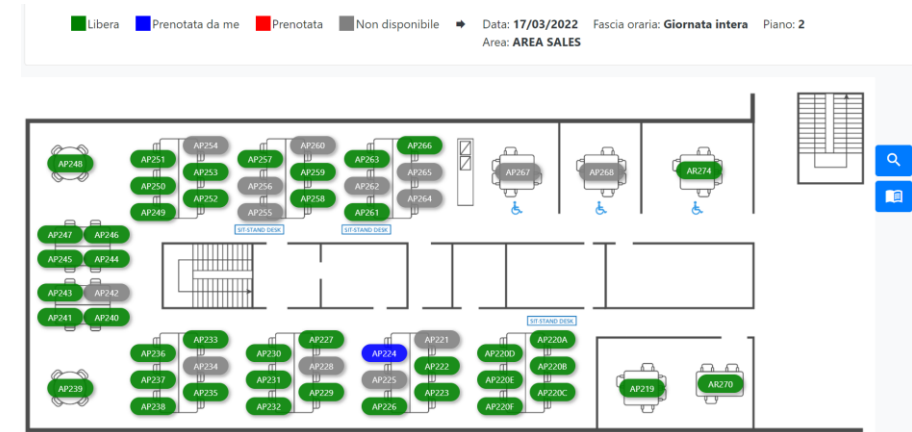 Libera Prenotata da me Prenotata Non disponibile Data: 17/03/2022 Fascia oraria: Giornata intera Piano: 2
Area: AREA SALES
AP254 AP260 AP266
AP248 AP251 AP257 AP263
AP253 AP259 AP265 AP267 AP268 AR274
AP250 AP256 AP262
AP252 AP258 AP264
AP249 AP255 AP261
SIT-STAND DESK SIT-STAND DESK
AP247 AP246
AP245 AP244
AP243 AP242
AP241 AP240
SIT-STAND DESK
AP233 AP227 AP221 AP220A
AP236 AP230 AP224 AP220D
AP234 AP228 AP222 AP220B
AP237 AP231 AP225 AP220E
AP239 AP235 AP229 AP223 AP220C AP219 AR270
AP238 AP232 AP226 AP220F